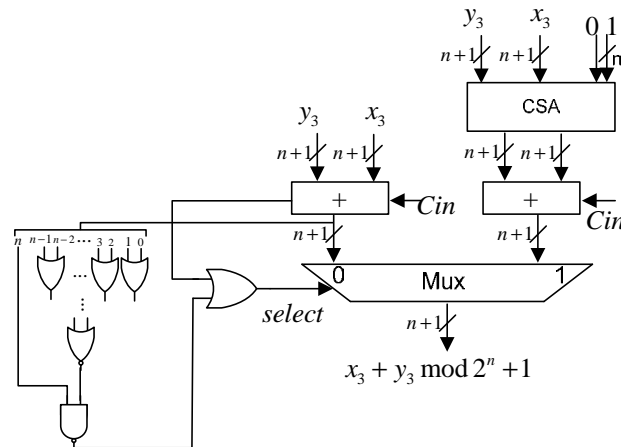 y₃ x₃ 0 1
n+1 n+1 n
CSA
y₃ x₃ n+1 n+1
n+1 n+1
+ Cin + Cin
n n−1 n−2 ... 3 2 1 0
n+1 n+1
0 Mux 1
...
...
select
n+1
x₃ + y₃ mod 2ⁿ + 1